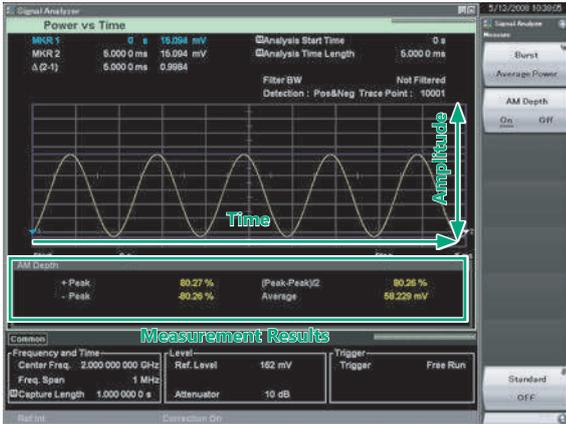 Signal Analyzer
5/13/2008 10:39:05
Power vs Time
MKR 1 0 s 15.094 mV Analysis Start Time 0 s
MKR 2 5.000 0 ms 15.094 mV Analysis Time Length 5.000 0 ms
Δ(2-1) 5.000 0 ms 0.9984
Filter BW Not Filtered
Detection : Pos&Neg Trace Point : 10001
Amplitude
Time
Start 0 s Stop
AM Depth
+ Peak 80.27 % (Peak-Peak)/2 80.26 %
- Peak -80.26 % Average 58.229 mV
Measurement Results
Common
Frequency and Time
Center Freq. 2.000 000 000 GHz
Freq. Span 1 MHz
Capture Length 1.000 000 0 s
Level
Ref. Level 162 mV
Attenuator 10 dB
Trigger
Trigger Free Run
Ref.Int Correction On
Signal Analyzer
Measure
Burst
Average Power
AM Depth
On Off
Standard
OFF